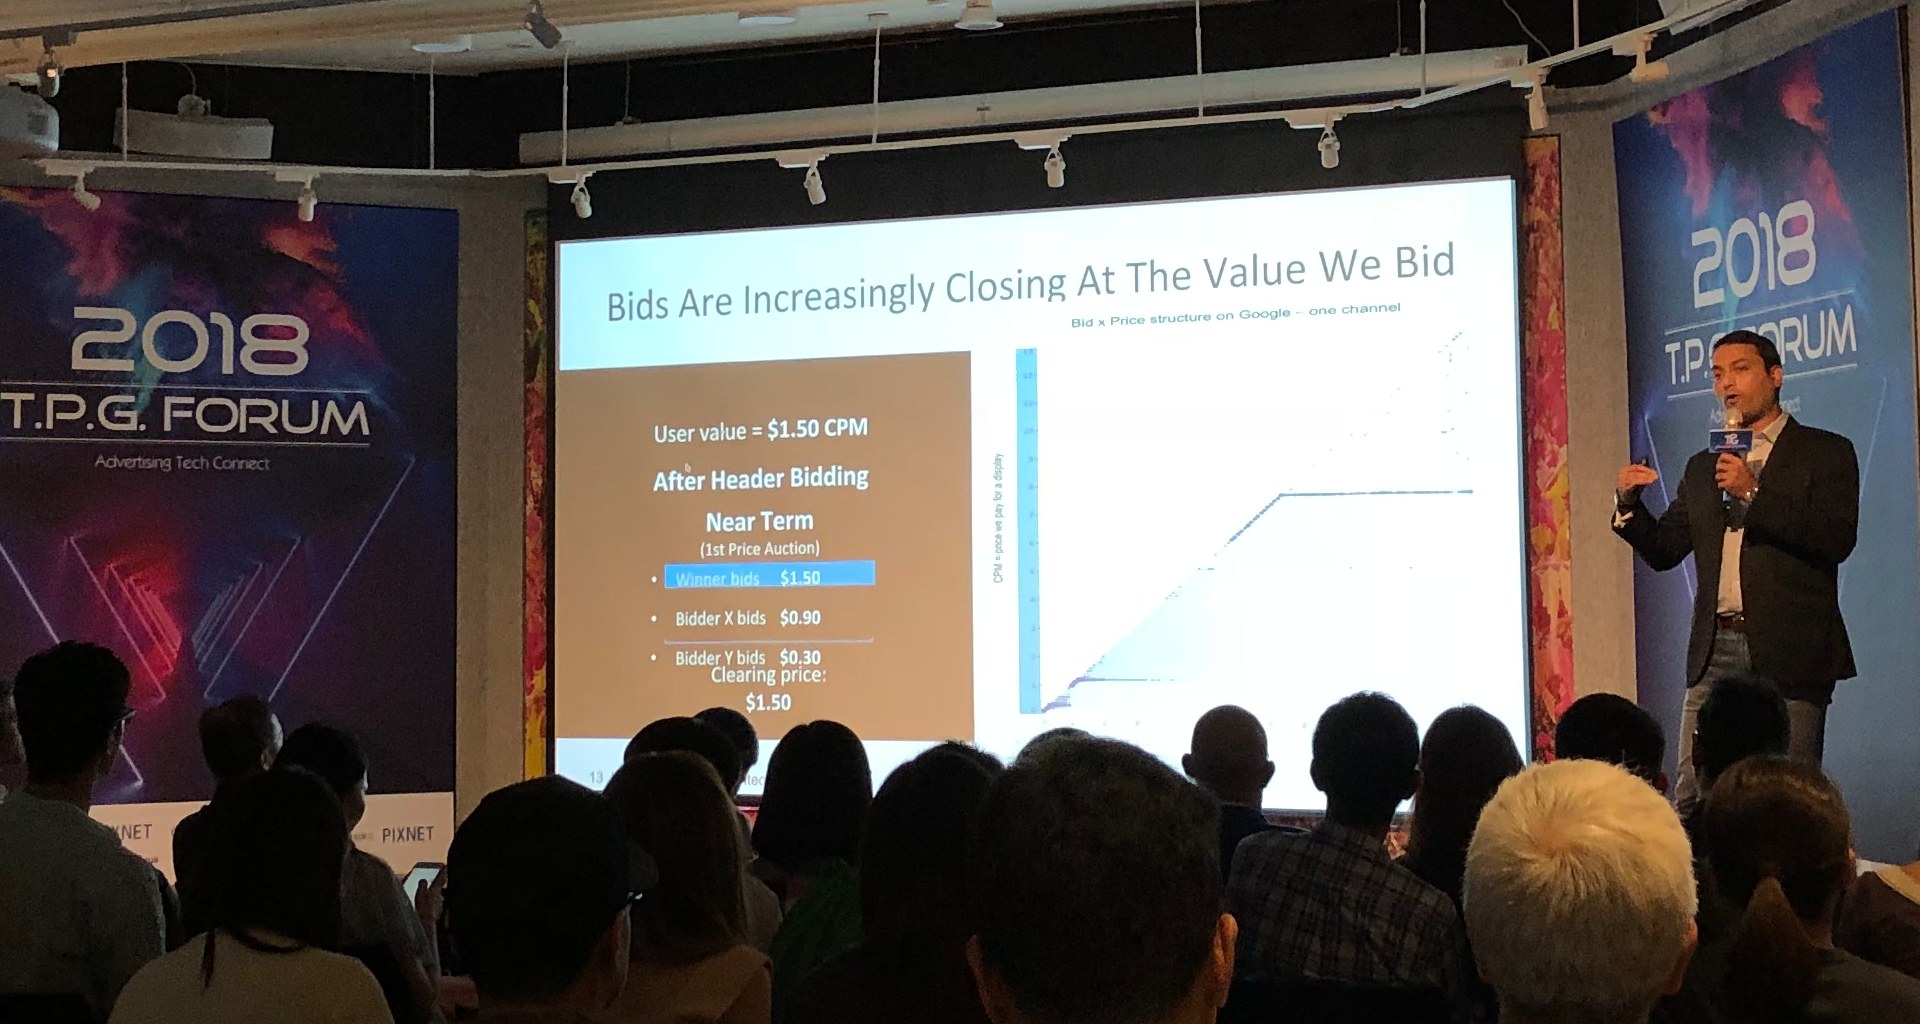 2018
T.P.G. FORUM
Advertising Tech Connect
PIXNET
Bids Are Increasingly Closing At The Value We Bid
Bid x Price structure on Google – one channel
User value = $1.50 CPM
After Header Bidding
Near Term
(1st Price Auction)
• Winner bids $1.50
• Bidder X bids $0.90
• Bidder Y bids $0.30
Clearing price:
$1.50
13
CPM = price we pay for a display
2018